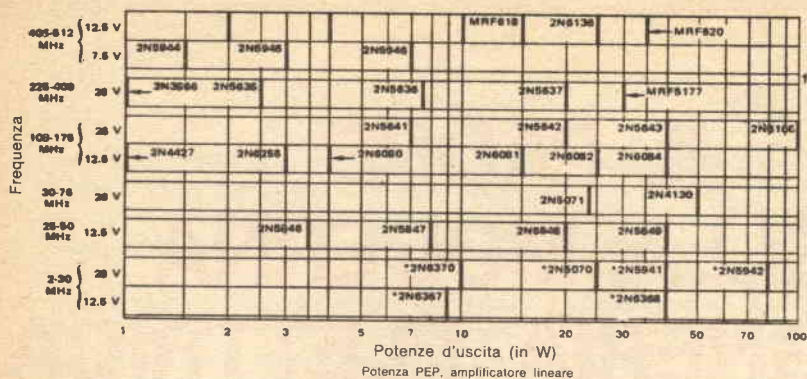 Frequenza
405-512 MHz
12.5 V MRF618 2N6136 MRF620
7.5 V 2N5944 2N5945 2N5946
225-400 MHz
28 V 2N3866 2N5635 2N5636 2N5637 MRF5177
108-175 MHz
28 V 2N5641 2N5642 2N5643 2N6166
12.5 V 2N4427 2N6255 2N6080 2N6081 2N6082 2N6084
30-76 MHz
28 V 2N5071 2N4130
25-50 MHz
12.5 V 2N5846 2N5847 2N5848 2N5849
2-30 MHz
28 V *2N6370 *2N5070 *2N5941 *2N5942
12.5 V *2N6367 *2N6368
1 2 3 5 7 10 20 30 50 70 100
Potenze d'uscita (in W)
Potenza PEP, amplificatore lineare